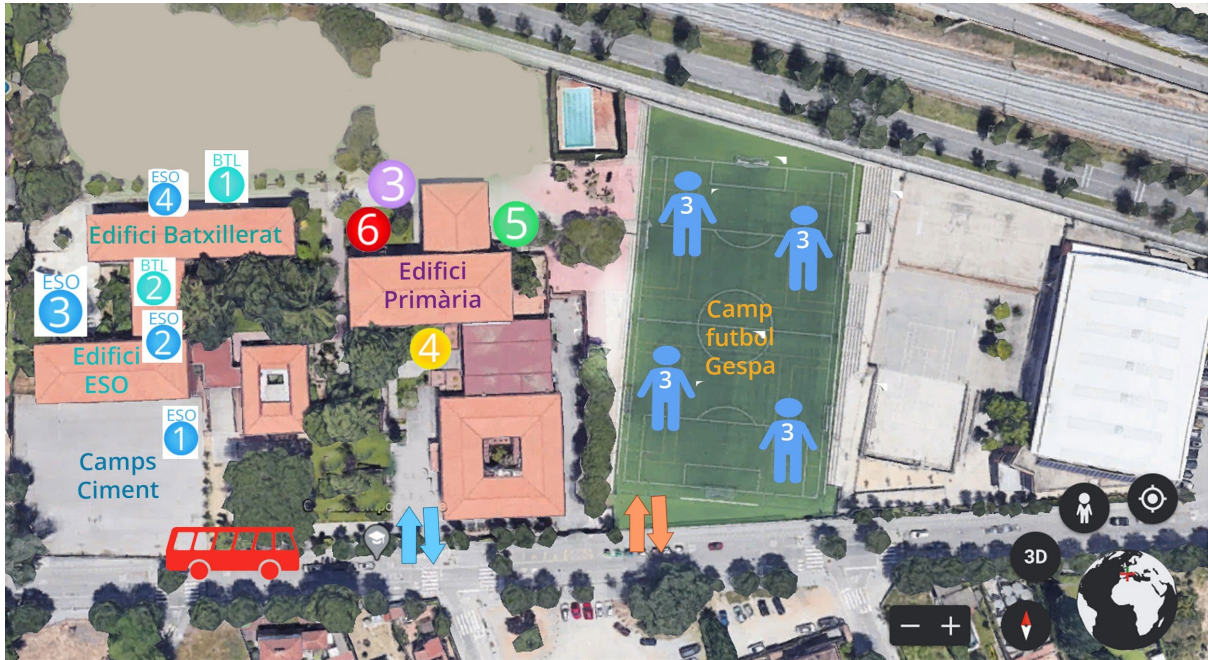 BTL
1
ESO
4
3
6
5
Edifici Batxillerat
Edifici
Primària
ESO
3
BTL
2
ESO
2
Edifici
ESO
4
3
3
3
3
Camp
futbol
Gespa
ESO
1
Camps
Ciment
3D